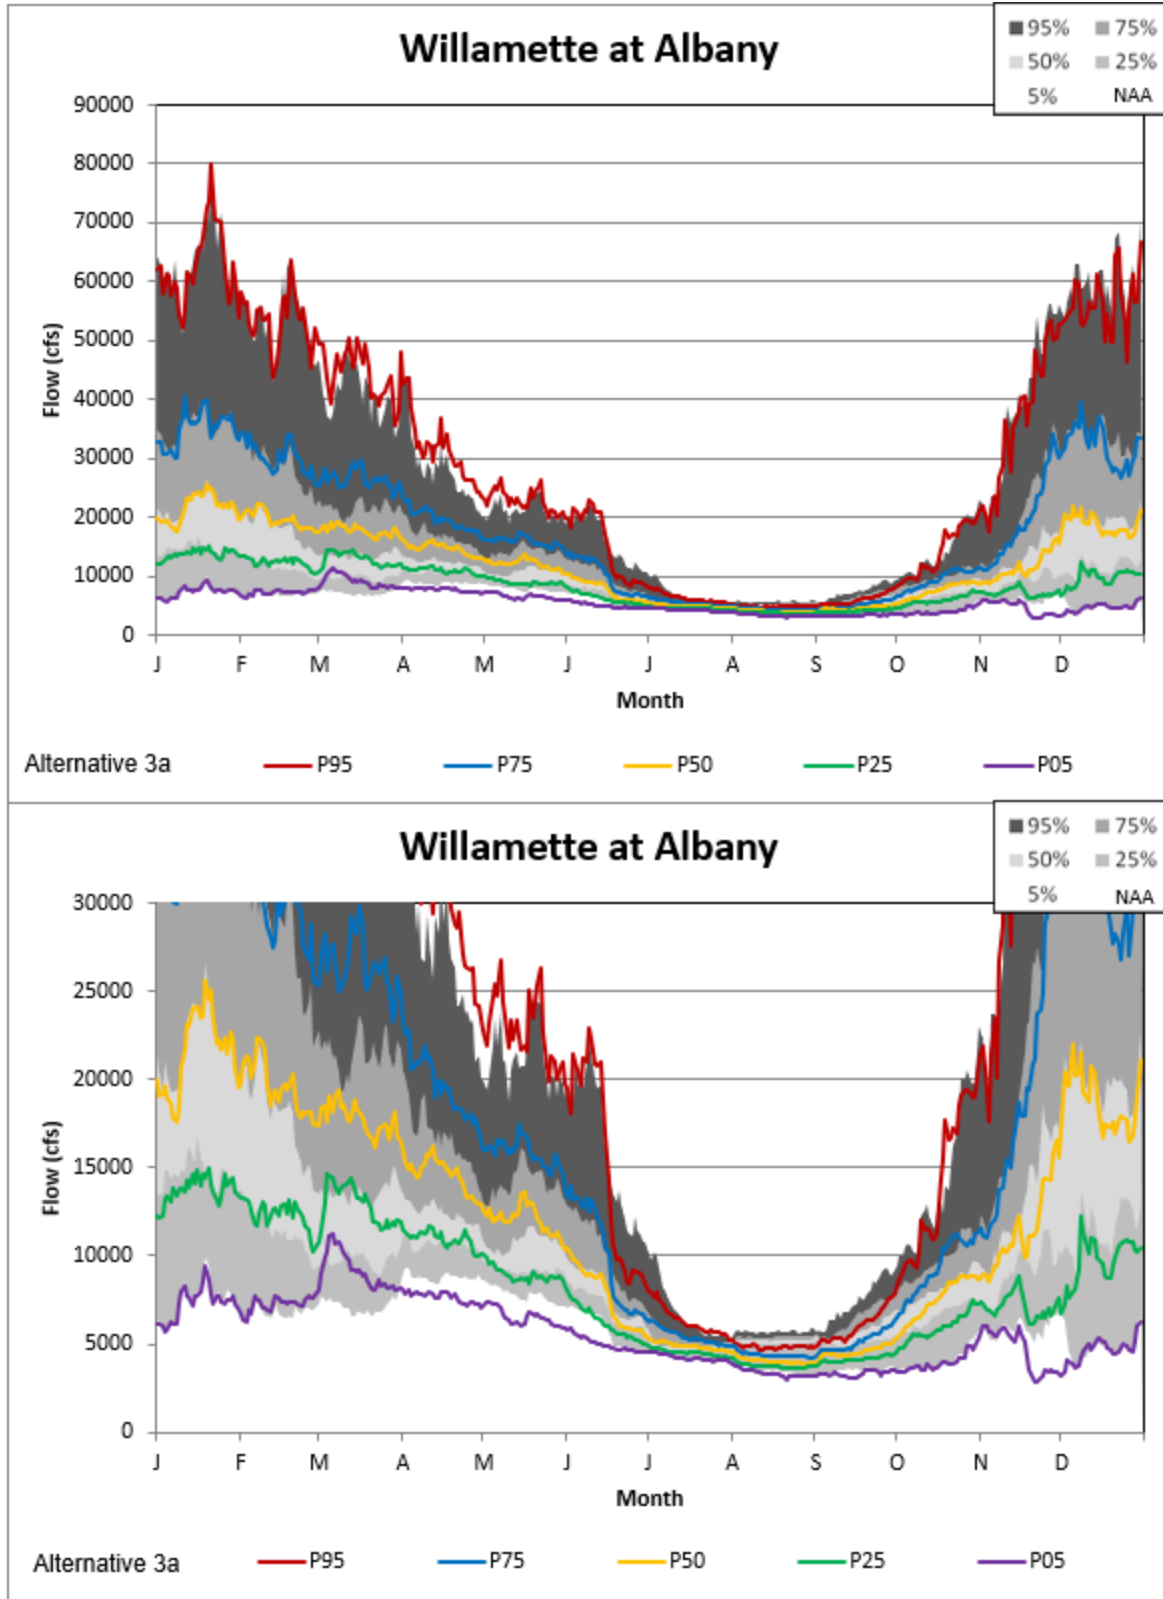 Willamette at Albany
95% 75%
50% 25%
5% NAA
90000
80000
70000
60000
50000
40000
30000
20000
10000
0
Flow (cfs)
J F M A M J J A S O N D
Month
Alternative 3a P95 P75 P50 P25 P05
Willamette at Albany
95% 75%
50% 25%
5% NAA
30000
25000
20000
15000
10000
5000
0
Flow (cfs)
J F M A M J J A S O N D
Month
Alternative 3a P95 P75 P50 P25 P05